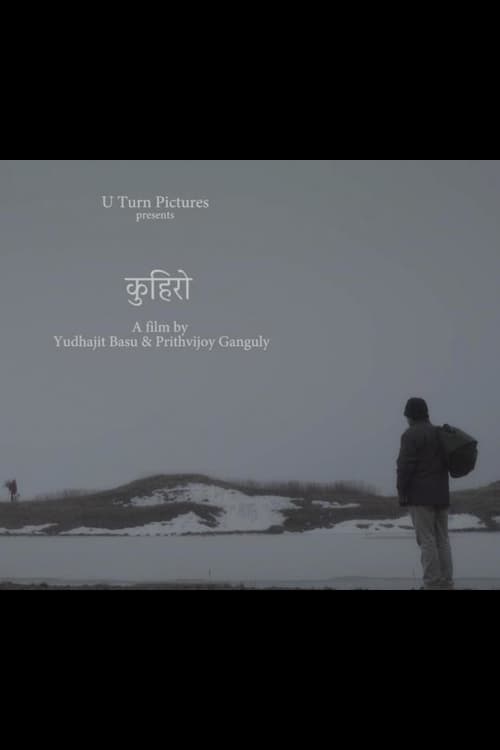 U Turn Pictures
presents
कुहिरो
A film by
Yudhajit Basu & Prithvijoy Ganguly